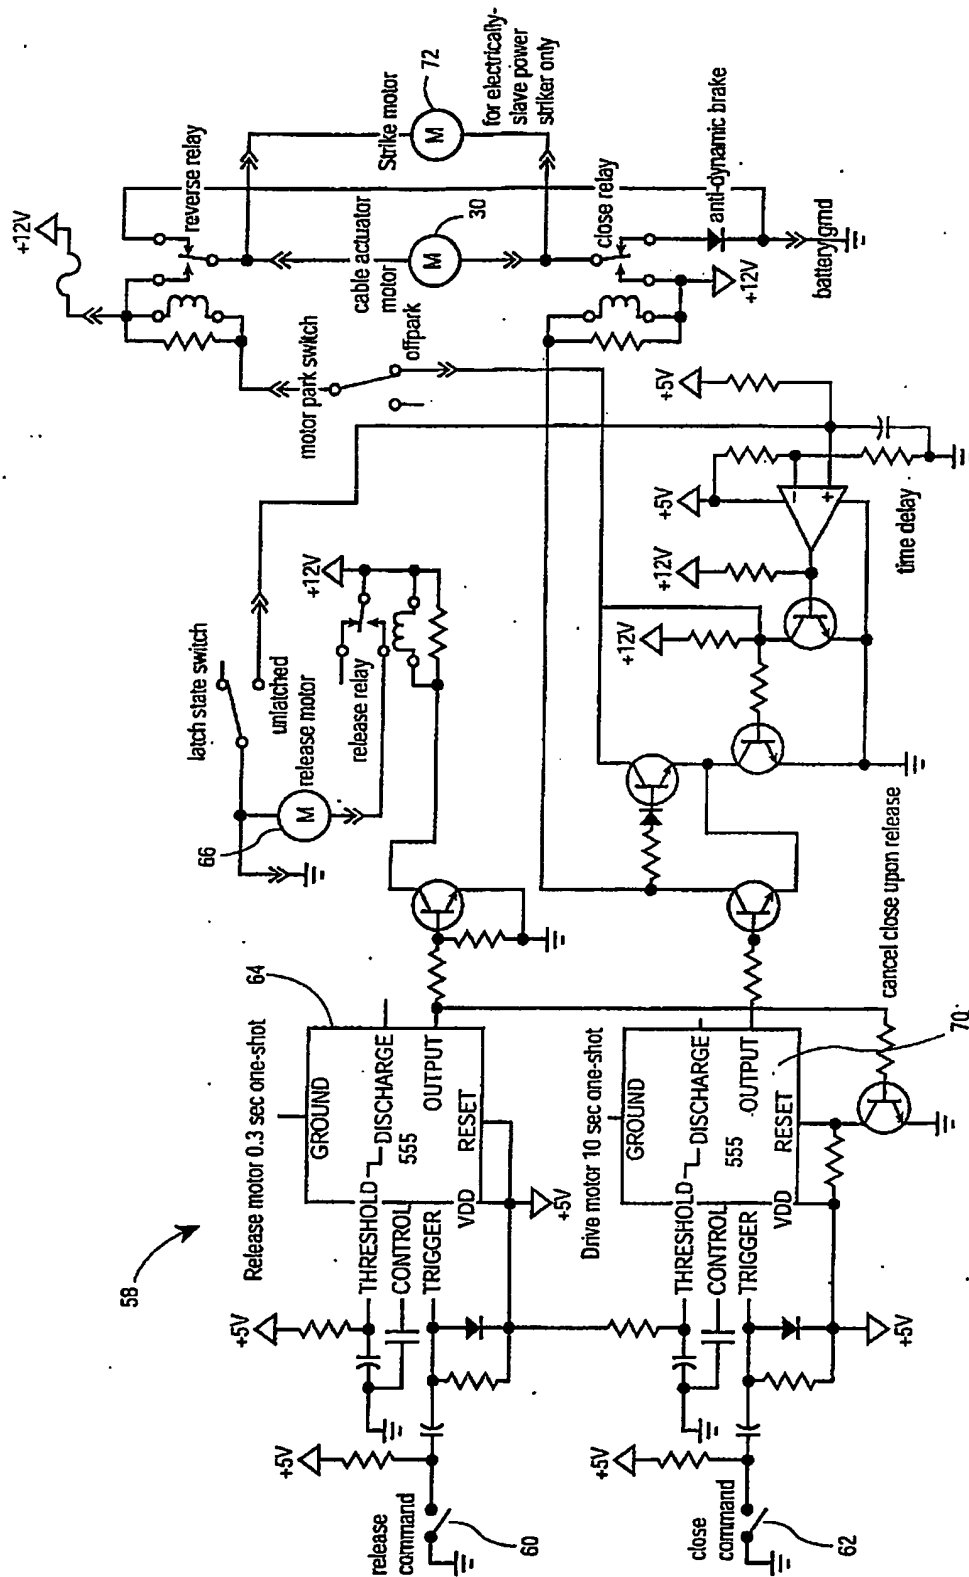 58
release
command
60
+5V
+5V
THRESHOLD
CONTROL
TRIGGER
VDD
+5V
Release motor 0.3 sec one-shot
GROUND
DISCHARGE
555
OUTPUT
RESET
64
66
M
release motor
latch state switch
unlatched
release relay
+12V
motor park switch
offpark
cable actuator
motor
M
30
+12V
reverse relay
Strike motor
M
72
for electrically-
slave power
striker only
close relay
anti-dynamic brake
battery grnd
+12V
close
command
62
+5V
THRESHOLD
CONTROL
TRIGGER
VDD
+5V
Drive motor 10 sec one-shot
GROUND
DISCHARGE
555
OUTPUT
RESET
70
cancel close upon release
+12V
+12V
+5V
+5V
-
+
time delay